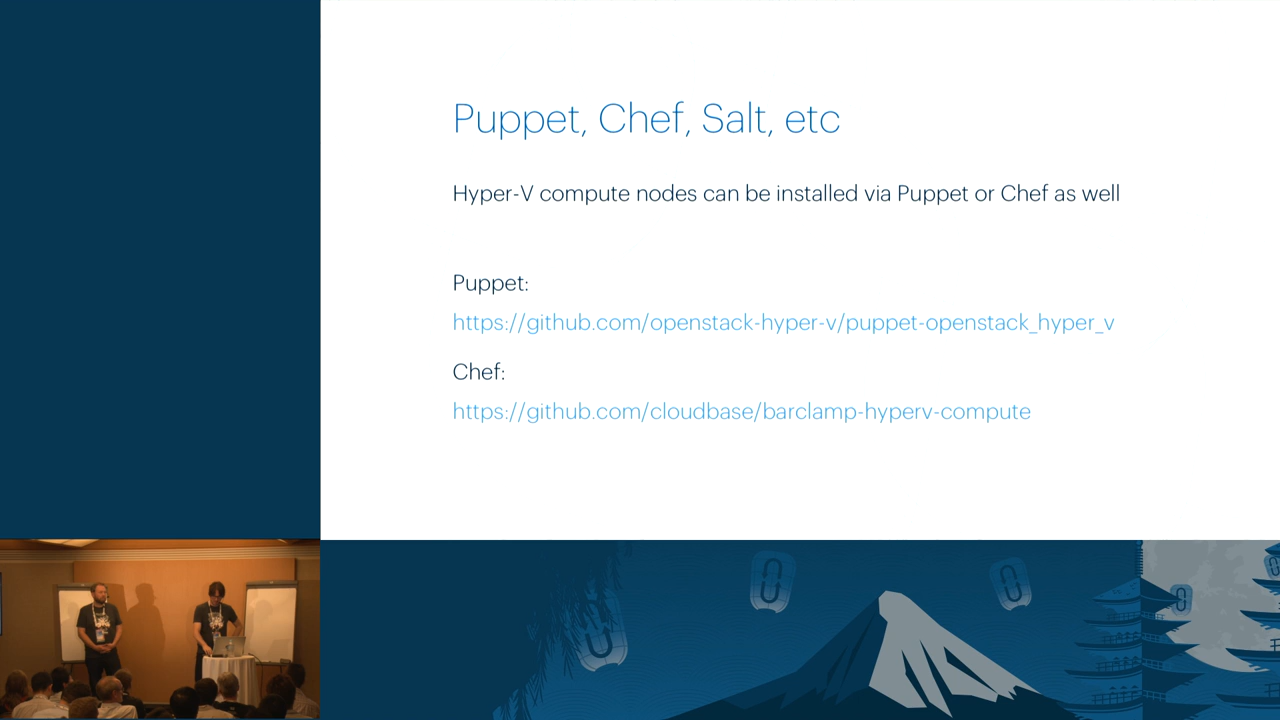 Puppet, Chef, Salt, etc
Hyper-V compute nodes can be installed via Puppet or Chef as well
Puppet:
https://github.com/openstack-hyper-v/puppet-openstack_hyper_v
Chef:
https://github.com/cloudbase/barclamp-hyperv-compute